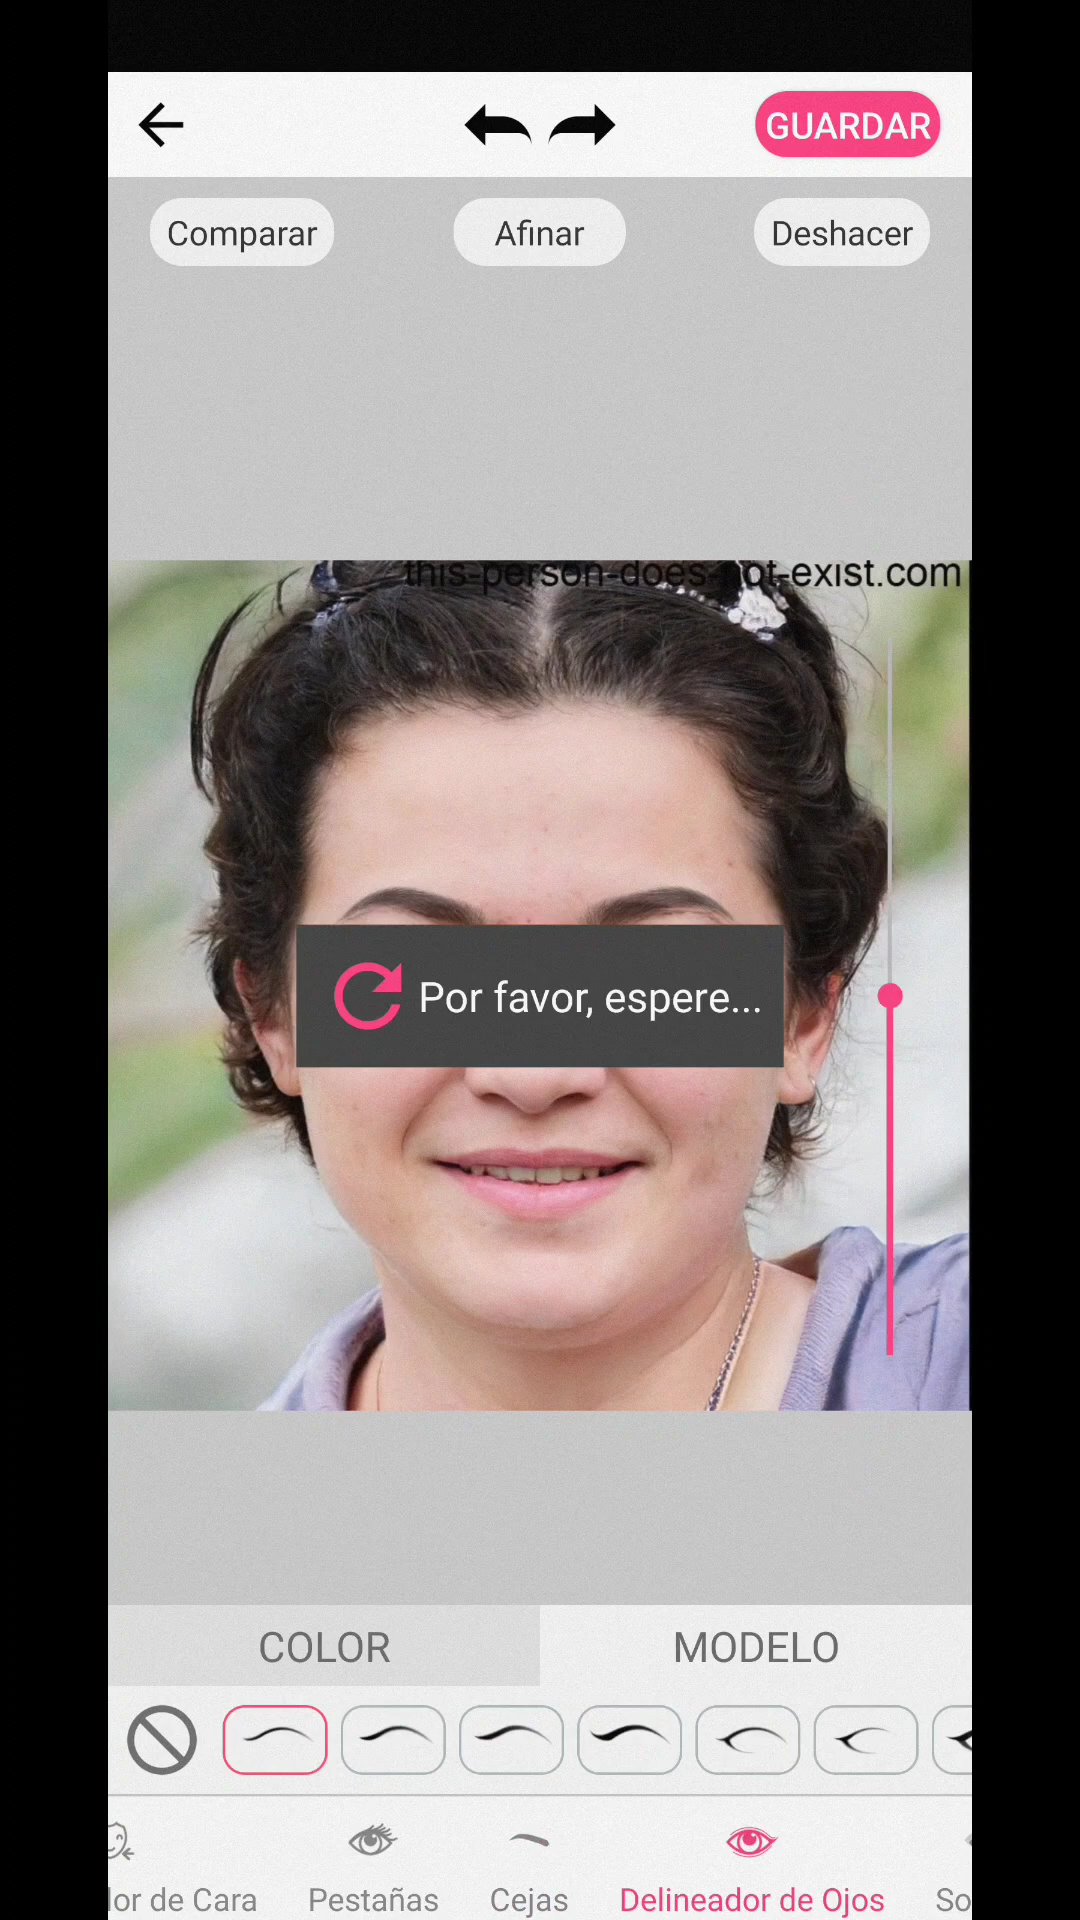 GUARDAR
Comparar
Afinar
Deshacer
this-person-does-not-exist.com
Por favor, espere...
COLOR
MODELO
lor de Cara
Pestañas
Cejas
Delineador de Ojos
So